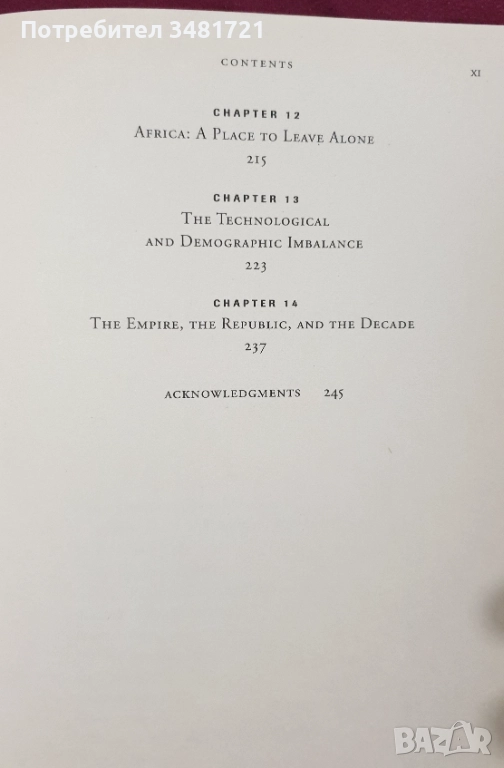 Потребител 3481721
CONTENTS
XI
CHAPTER 12
AFRICA: A PLACE TO LEAVE ALONE
215
CHAPTER 13
THE TECHNOLOGICAL
AND DEMOGRAPHIC IMBALANCE
223
CHAPTER 14
THE EMPIRE, THE REPUBLIC, AND THE DECADE
237
ACKNOWLEDGMENTS 245
BAZAR